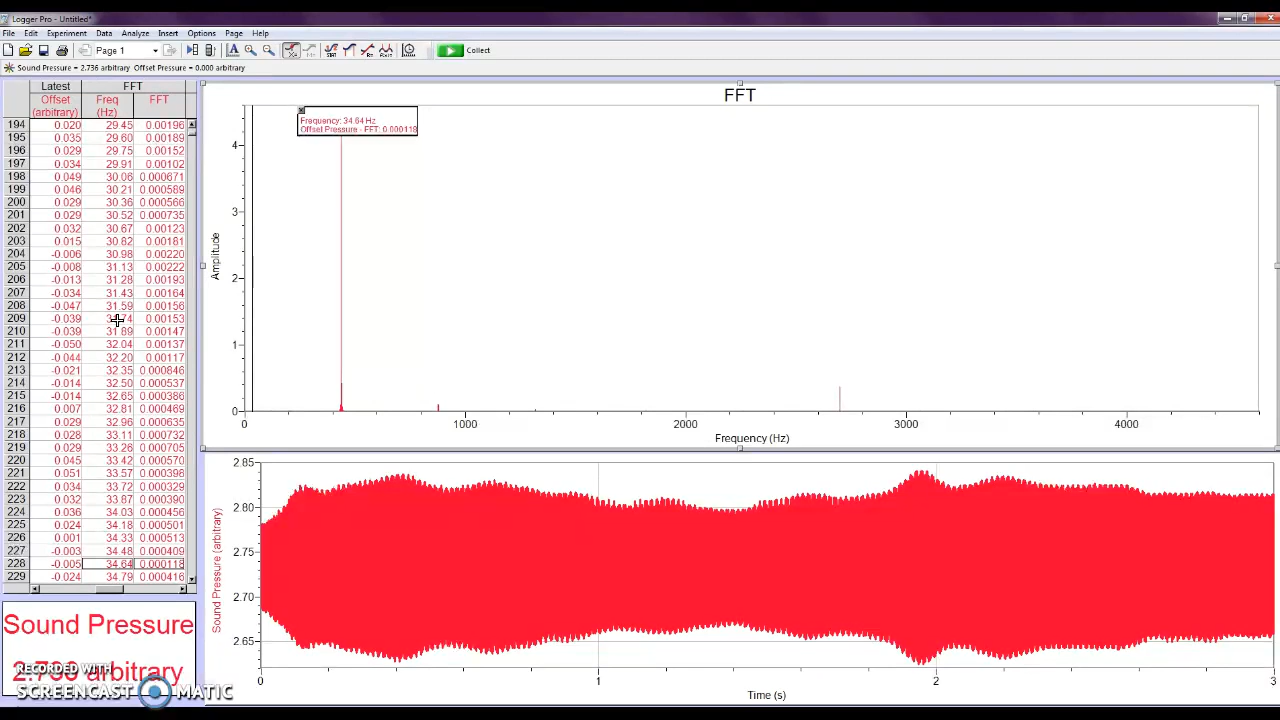 Logger Pro - Untitled*
File Edit Experiment Data Analyze Insert Options Page Help
Page 1
Collect
Sound Pressure = 2.736 arbitrary Offset Pressure = 0.000 arbitrary
Latest FFT
Offset (arbitrary) Freq (Hz) FFT
194 0.020 29.45 0.00196
195 0.035 29.60 0.00189
196 0.029 29.75 0.00152
197 0.034 29.91 0.00102
198 0.049 30.06 0.000671
199 0.046 30.21 0.000569
200 0.029 30.36 0.000566
201 0.029 30.52 0.000735
202 0.032 30.67 0.00123
203 0.015 30.82 0.00181
204 -0.006 30.98 0.00220
205 -0.008 31.13 0.00222
206 -0.013 31.28 0.00193
207 -0.034 31.43 0.00164
208 -0.047 31.59 0.00156
209 -0.039 0.00153
210 -0.039 31.89 0.00147
211 -0.050 32.04 0.00137
212 -0.044 32.20 0.00117
213 -0.021 32.35 0.000846
214 -0.014 32.50 0.000537
215 -0.014 32.65 0.000386
216 0.007 32.81 0.000469
217 0.029 32.96 0.000635
218 0.028 33.11 0.000732
219 0.029 33.26 0.000705
220 0.045 33.42 0.000570
221 0.051 33.57 0.000398
222 0.034 33.72 0.000329
223 0.032 33.87 0.000390
224 0.036 34.03 0.000456
225 0.024 34.18 0.000501
226 0.001 34.33 0.000513
227 -0.003 34.48 0.000409
228 -0.005 34.64 0.000118
229 -0.024 34.79 0.000416
Sound Pressure
2.736 arbitrary
RECORDED WITH
SCREENCAST MATIC
FFT
Frequency: 34.64 Hz
Offset Pressure - FFT: 0.000118
Amplitude
4
3
2
1
0
0 1000 2000 3000 4000
Frequency (Hz)
Sound Pressure (arbitrary)
2.85
2.80
2.75
2.70
2.65
0 1 2 3
Time (s)